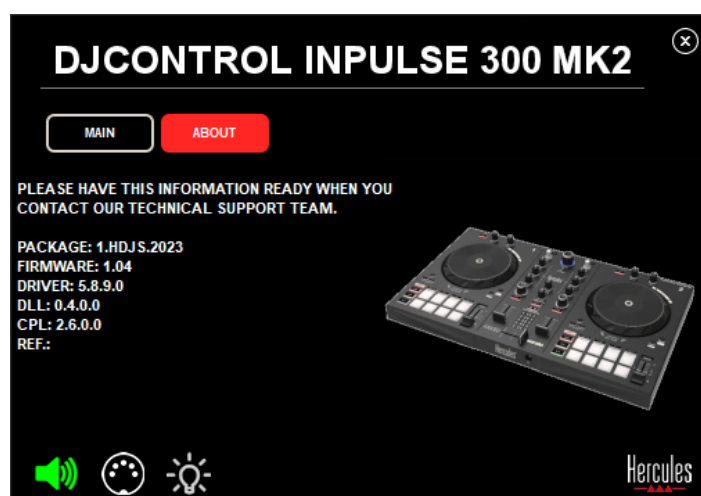 DJCONTROL INPULSE 300 MK2
MAIN
ABOUT
PLEASE HAVE THIS INFORMATION READY WHEN YOU
CONTACT OUR TECHNICAL SUPPORT TEAM.
PACKAGE: 1.HDJS.2023
FIRMWARE: 1.04
DRIVER: 5.8.9.0
DLL: 0.4.0.0
CPL: 2.6.0.0
REF.:
Hercules
Hercules